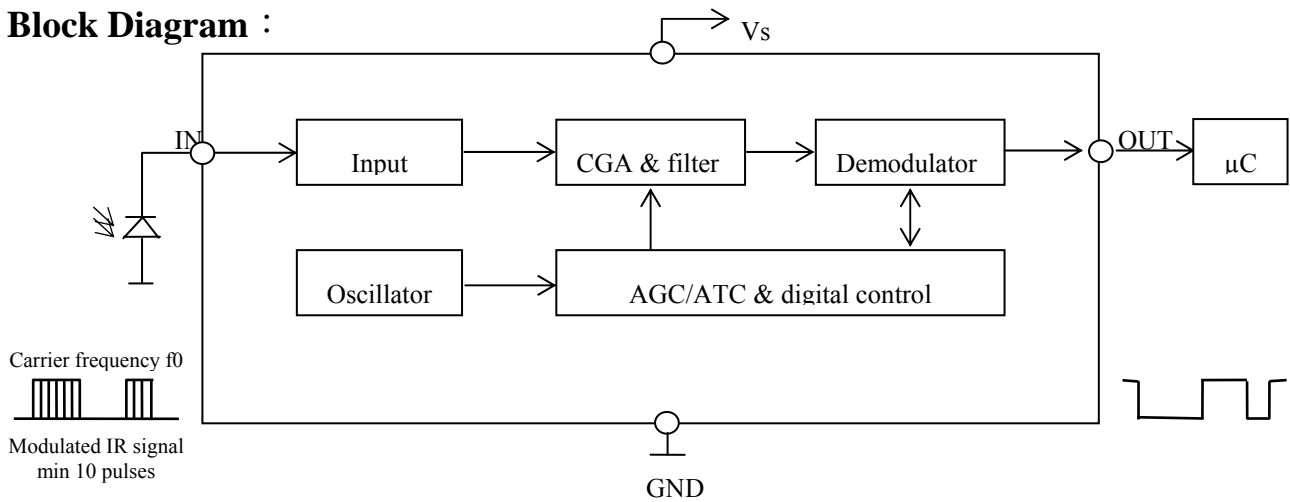 Block Diagram：
Vs
IN
Input
CGA & filter
Demodulator
OUT
µC
Oscillator
AGC/ATC & digital control
Carrier frequency f0
Modulated IR signal
min 10 pulses
GND